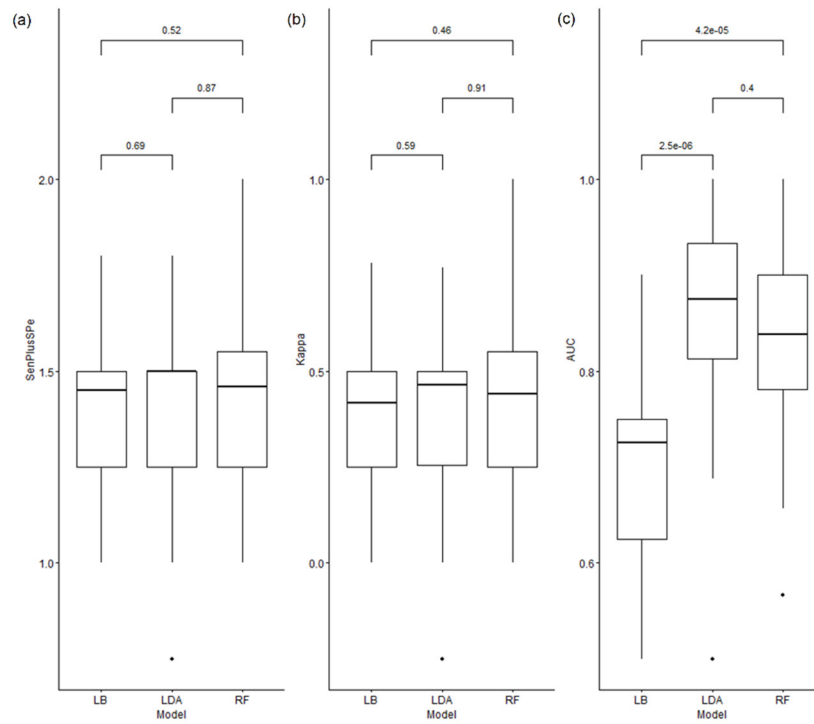 (a)
0.52
0.87
0.69
2.0
1.5
1.0
SenPlusSPe
LB LDA RF
Model
(b)
0.46
0.91
0.59
1.0
0.5
0.0
Kappa
LB LDA RF
Model
(c)
4.2e-05
0.4
2.5e-06
1.0
0.8
0.6
AUC
LB LDA RF
Model